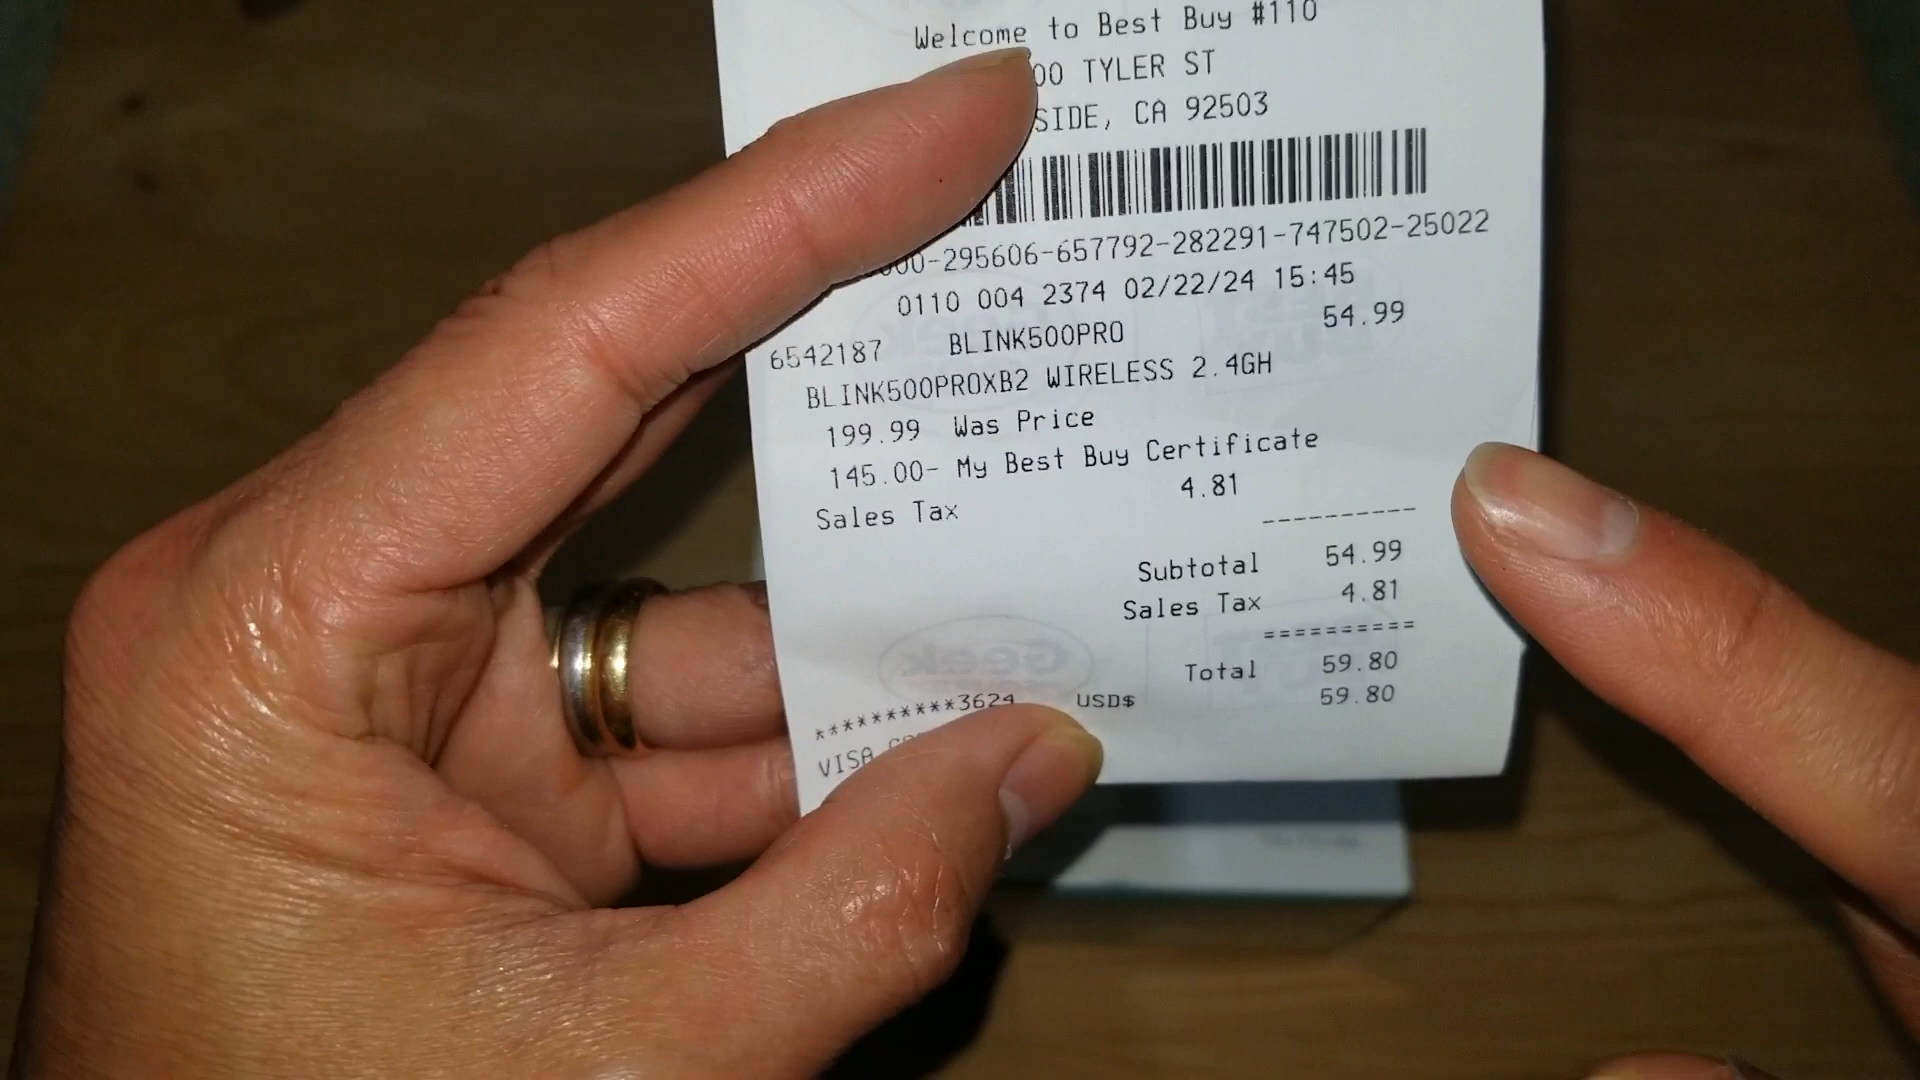 Welcome to Best Buy #110
00 TYLER ST
SIDE, CA 92503
-295606-657792-282291-747502-25022
0110 004 2374 02/22/24 15:45
6542187 BLINK500PRO 54.99
BLINK500PROXB2 WIRELESS 2.4GH
199.99 Was Price
145.00- My Best Buy Certificate
Sales Tax 4.81
----------
Subtotal 54.99
Sales Tax 4.81
==========
Total 59.80
**********3624 USD$ 59.80
VISA